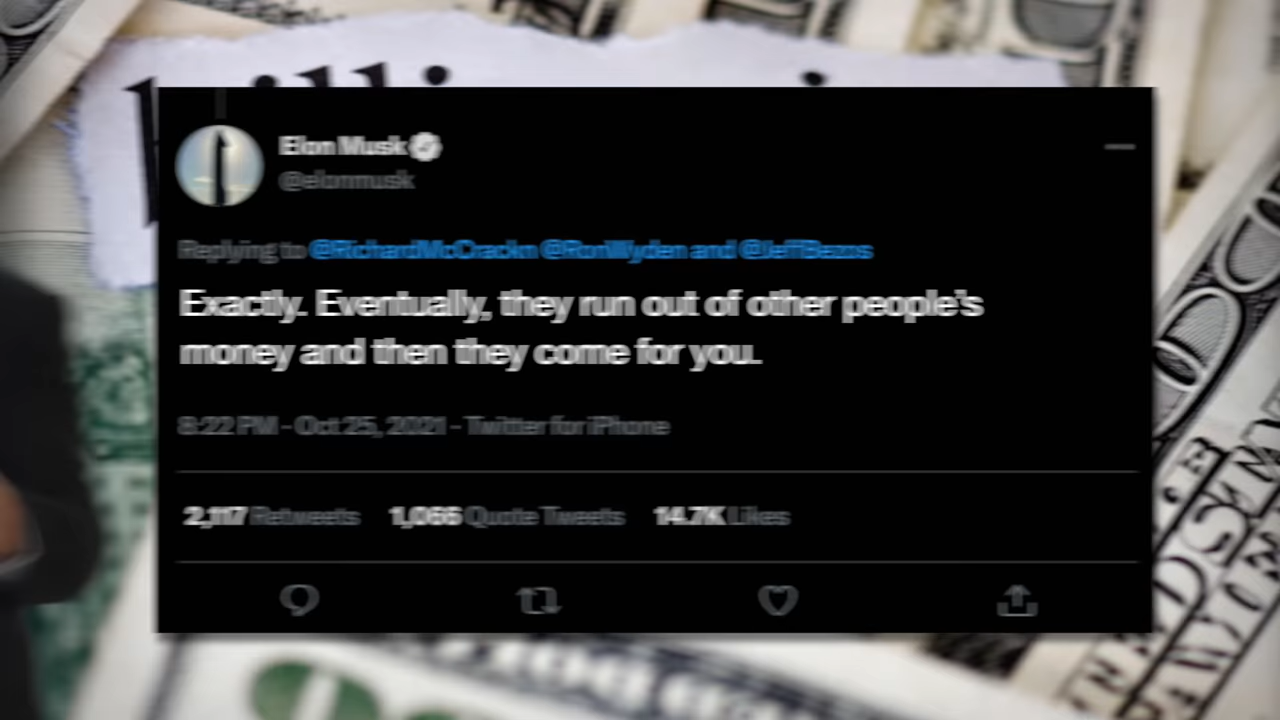 Elon Musk
@elonmusk
Replying to @RichardMcCrackn @RonWyden and @JeffBezos
Exactly. Eventually, they run out of other people's
money and then they come for you.
8:22 PM · Oct 25, 2021 · Twitter for iPhone
2,117 Retweets 1,066 Quote Tweets 14.7K Likes